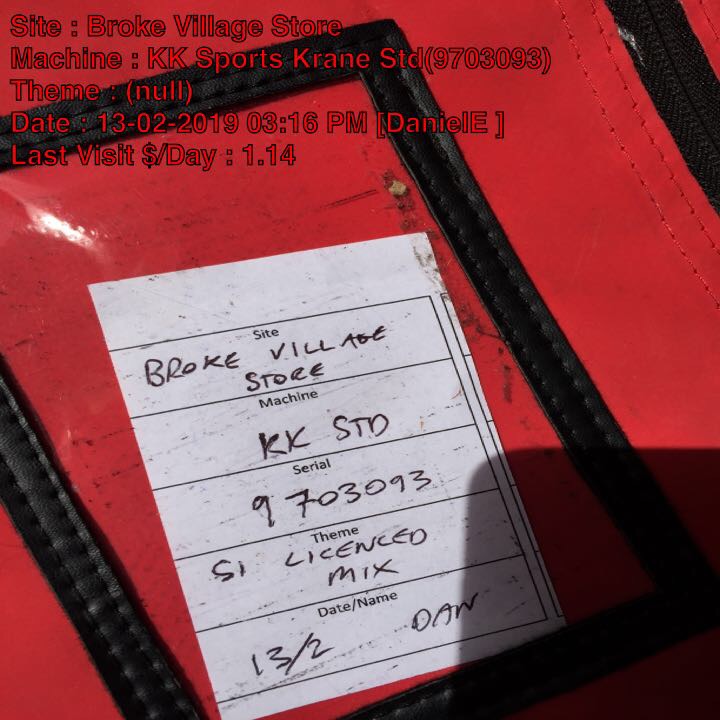 Site : Broke Village Store
Machine : KK Sports Krane Std(9703093)
Theme : (null)
Date : 13-02-2019 03:16 PM [DanielE ]
Last Visit $/Day : 1.14
Site
BROKE VILLAGE
STORE
Machine
KK STD
Serial
9703093
Theme
SI LICENCED
MIX
Date/Name
13/2 DAN